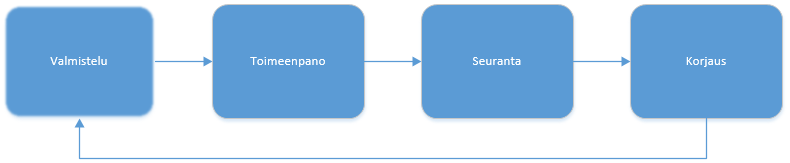 Valmistelu
Toimeenpano
Seuranta
Korjaus